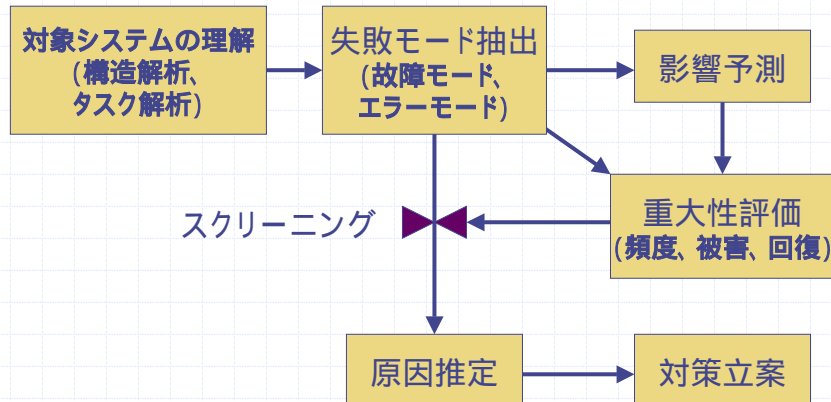 対象システムの理解
(構造解析、
タスク解析)
失敗モード抽出
(故障モード、
エラーモード)
影響予測
重大性評価
(頻度、被害、回復)
スクリーニング
原因推定
対策立案